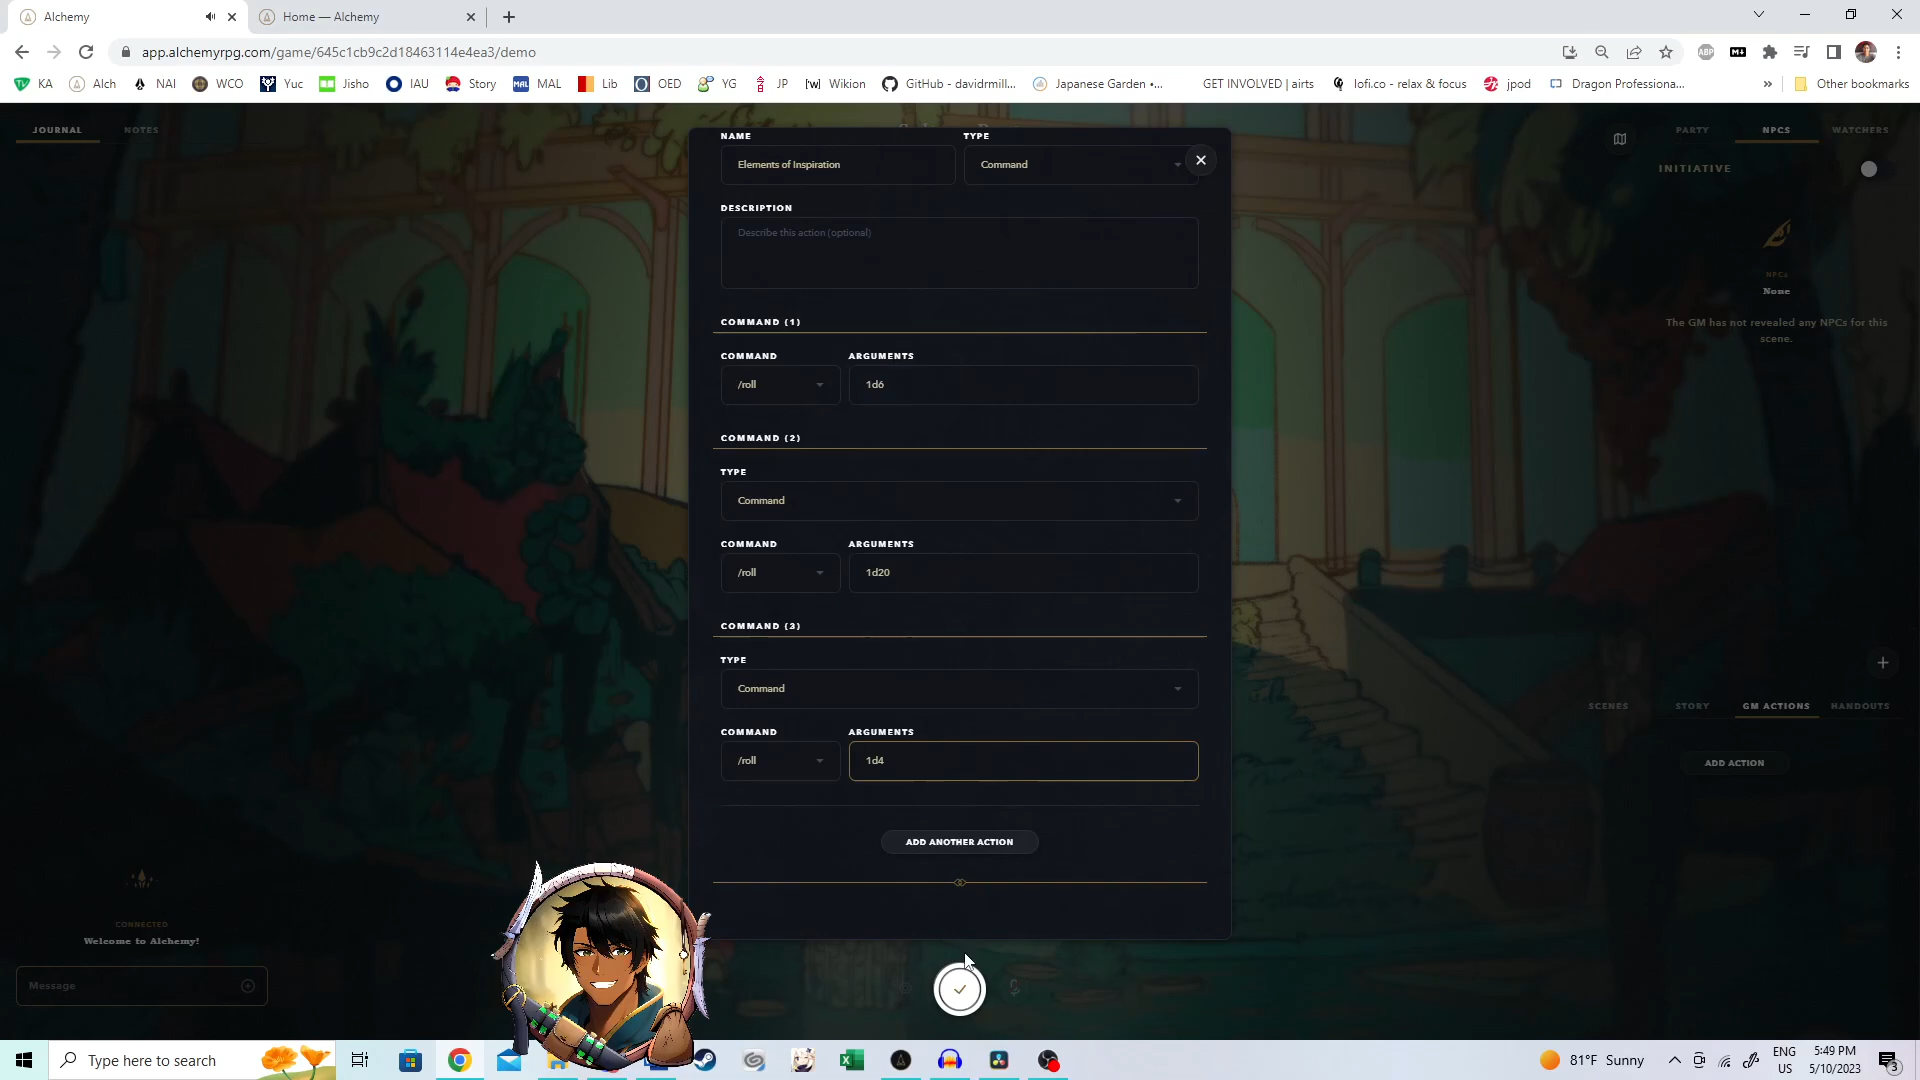 Alchemy
Home — Alchemy
app.alchemyrpg.com/game/645c1cb9c2d18463114e4ea3/demo
KA
Alch
NAI
WCO
Yuc
Jisho
IAU
Story
MAL
Lib
OED
YG
JP
Wikion
GitHub - davidrmill...
Japanese Garden •...
GET INVOLVED | airts
lofi.co - relax & focus
jpod
Dragon Professiona...
»
Other bookmarks
JOURNAL
NOTES
NAME
TYPE
Elements of Inspiration
Command
DESCRIPTION
Describe this action (optional)
COMMAND (1)
COMMAND
ARGUMENTS
/roll
1d6
COMMAND (2)
TYPE
Command
COMMAND
ARGUMENTS
/roll
1d20
COMMAND (3)
TYPE
Command
COMMAND
ARGUMENTS
/roll
1d4
ADD ANOTHER ACTION
PARTY
NPCS
WATCHERS
INITIATIVE
NPCs
None
The GM has not revealed any NPCs for this
scene.
SCENES
STORY
GM ACTIONS
HANDOUTS
ADD ACTION
CONNECTED
Welcome to Alchemy!
Message
Type here to search
81°F Sunny
ENG
US
5:49 PM
5/10/2023
3